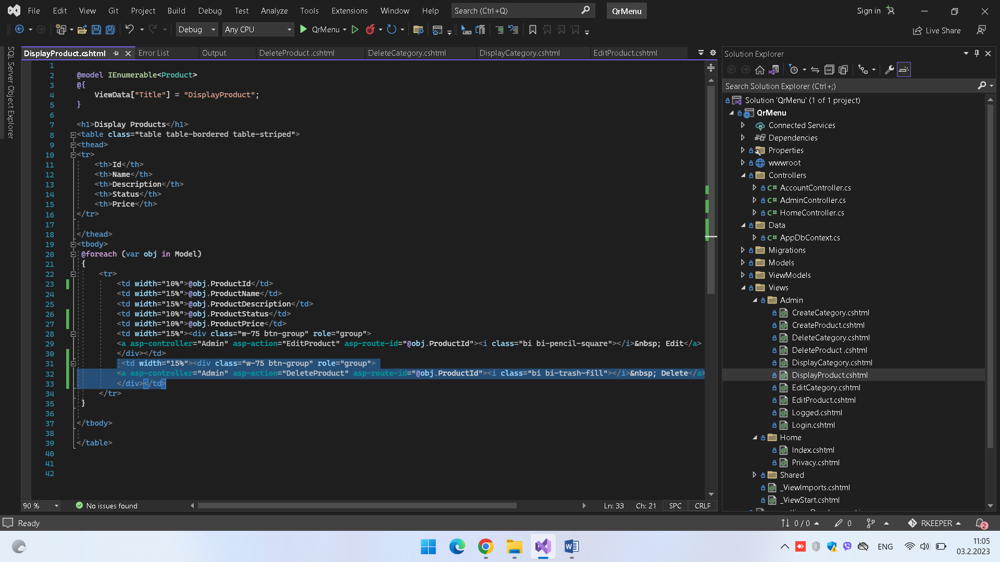 File Edit View Git Project Build Debug Test Analyze Tools Extensions Window Help Search (Ctrl+Q) QrMenu Sign in
Debug Any CPU QrMenu Live Share
SQL Server Object Explorer
DisplayProduct.cshtml Error List Output DeleteProduct .cshtml DeleteCategory.cshtml DisplayCategory.cshtml EditProduct.cshtml
1
2 @model IEnumerable<Product>
3 @{
4 ViewData["Title"] = "DisplayProduct";
5 }
6
7 <h1>Display Products</h1>
8 <table class="table table-bordered table-striped">
9 <thead>
10 <tr>
11 <th>Id</th>
12 <th>Name</th>
13 <th>Description</th>
14 <th>Status</th>
15 <th>Price</th>
16 </tr>
17
18 </thead>
19 <tbody>
20 @foreach (var obj in Model)
21 {
22 <tr>
23 <td width="10%">@obj.ProductId</td>
24 <td width="15%">@obj.ProductName</td>
25 <td width="15%">@obj.ProductDescription</td>
26 <td width="10%">@obj.ProductStatus</td>
27 <td width="10%">@obj.ProductPrice</td>
28 <td width="15%"><div class="w-75 btn-group" role="group">
29 <a asp-controller="Admin" asp-action="EditProduct" asp-route-id="@obj.ProductId"><i class="bi bi-pencil-square"></i>&nbsp; Edit</a>
30 </div></td>
31 <td width="15%"><div class="w-75 btn-group" role="group">
32 <a asp-controller="Admin" asp-action="DeleteProduct" asp-route-id="@obj.ProductId"><i class="bi bi-trash-fill"></i>&nbsp; Delete</a>
33 </div></td>
34 </tr>
35 }
36
37 </tbody>
38
39 </table>
40
41
42
90 % No issues found Ln: 33 Ch: 21 SPC CRLF
Solution Explorer
Search Solution Explorer (Ctrl+;)
Solution 'QrMenu' (1 of 1 project)
QrMenu
Connected Services
Dependencies
Properties
wwwroot
Controllers
C# AccountController.cs
C# AdminController.cs
C# HomeController.cs
Data
C# AppDbContext.cs
Migrations
Models
ViewModels
Views
Admin
CreateCategory.cshtml
CreateProduct.cshtml
DeleteCategory.cshtml
DeleteProduct .cshtml
DisplayCategory.cshtml
DisplayProduct.cshtml
EditCategory.cshtml
EditProduct.cshtml
Logged.cshtml
Login.cshtml
Home
Index.cshtml
Privacy.cshtml
Shared
_ViewImports.cshtml
_ViewStart.cshtml
Ready 0 / 0 0 RKEEPER 2
ENG 11:05
03.2.2023